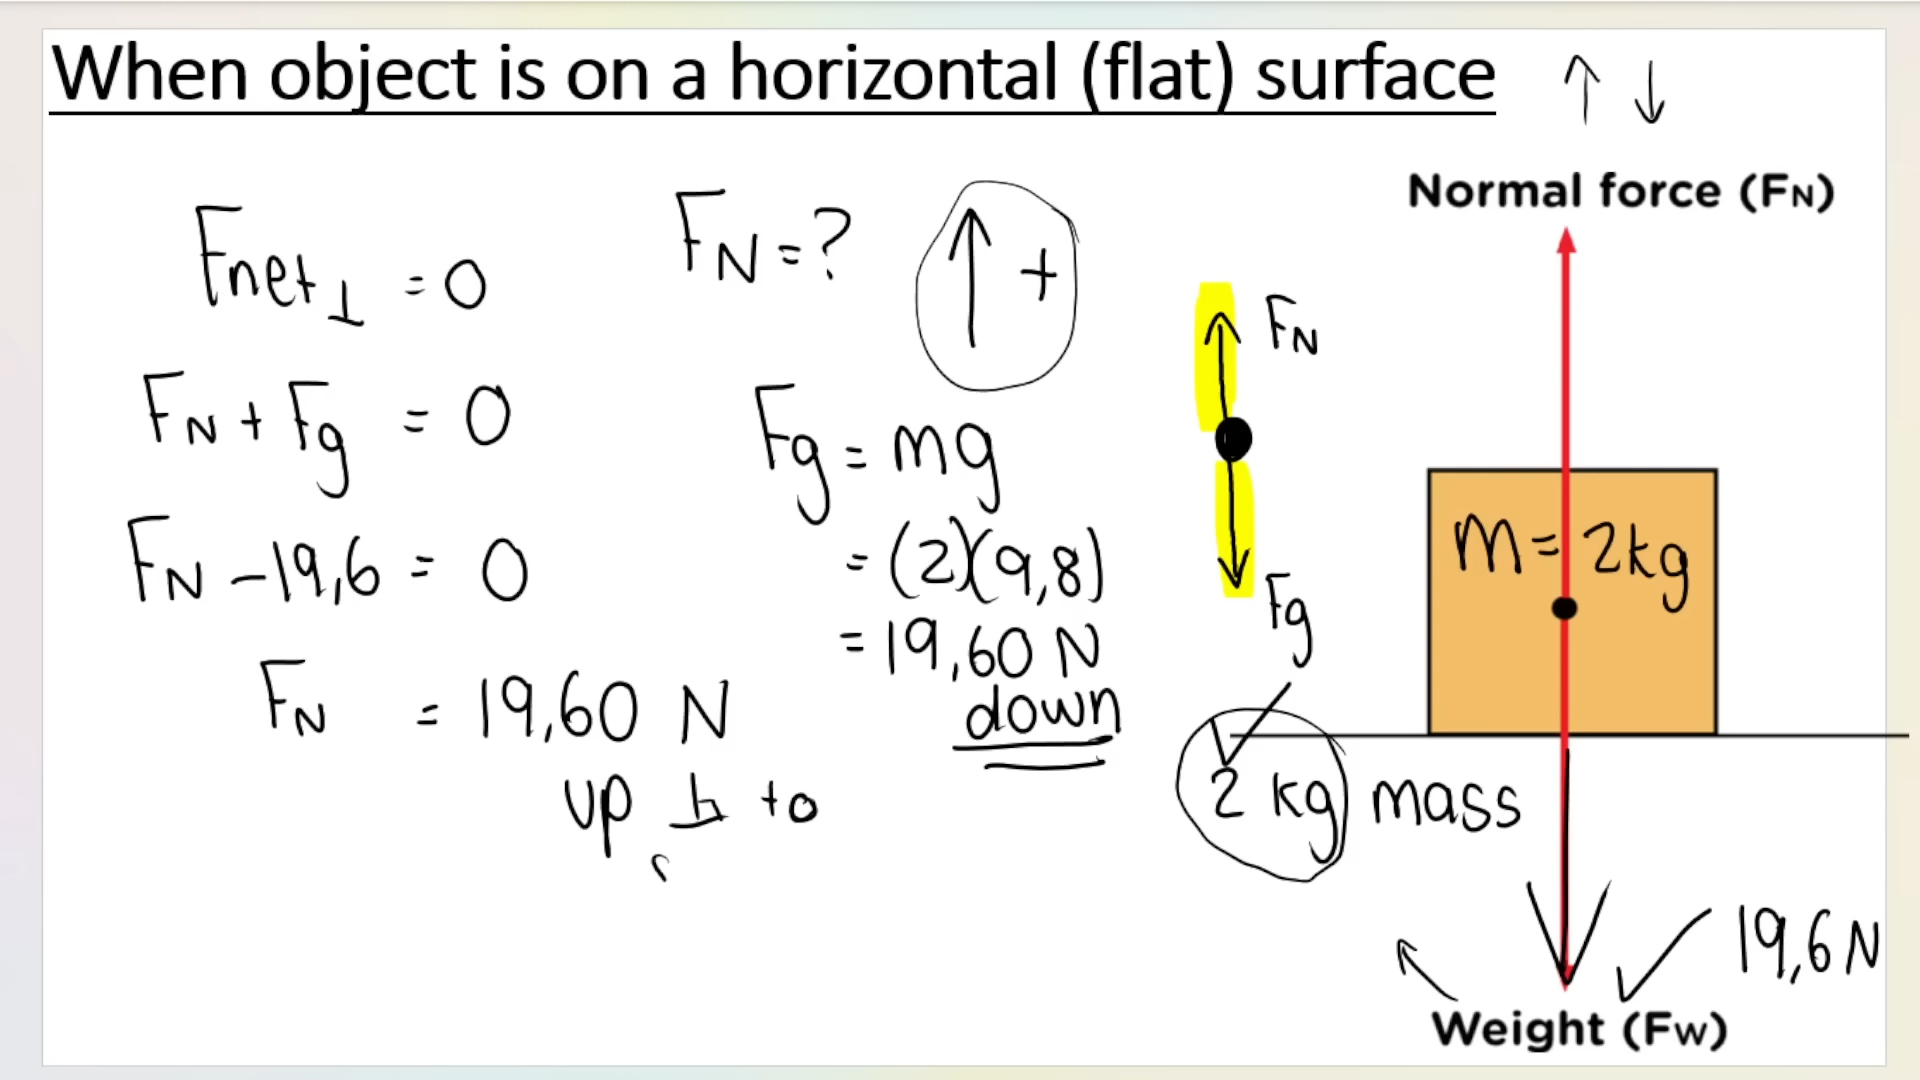 When object is on a horizontal (flat) surface ↑ ↓
Fnet⊥ = 0
FN + Fg = 0
FN - 19,6 = 0
FN = 19,60 N
up ⊥ to
FN = ?
↑ +
Fg = mg
= (2)(9,8)
= 19,60 N
down
FN
Fg
2 kg mass
Normal force (FN)
m = 2kg
19,6 N
Weight (FW)